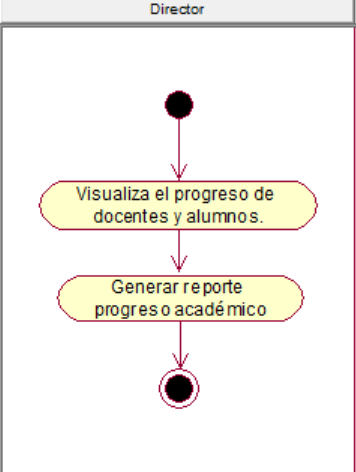 Director
Visualiza el progreso de
docentes y alumnos.
Generar reporte
progreso académico